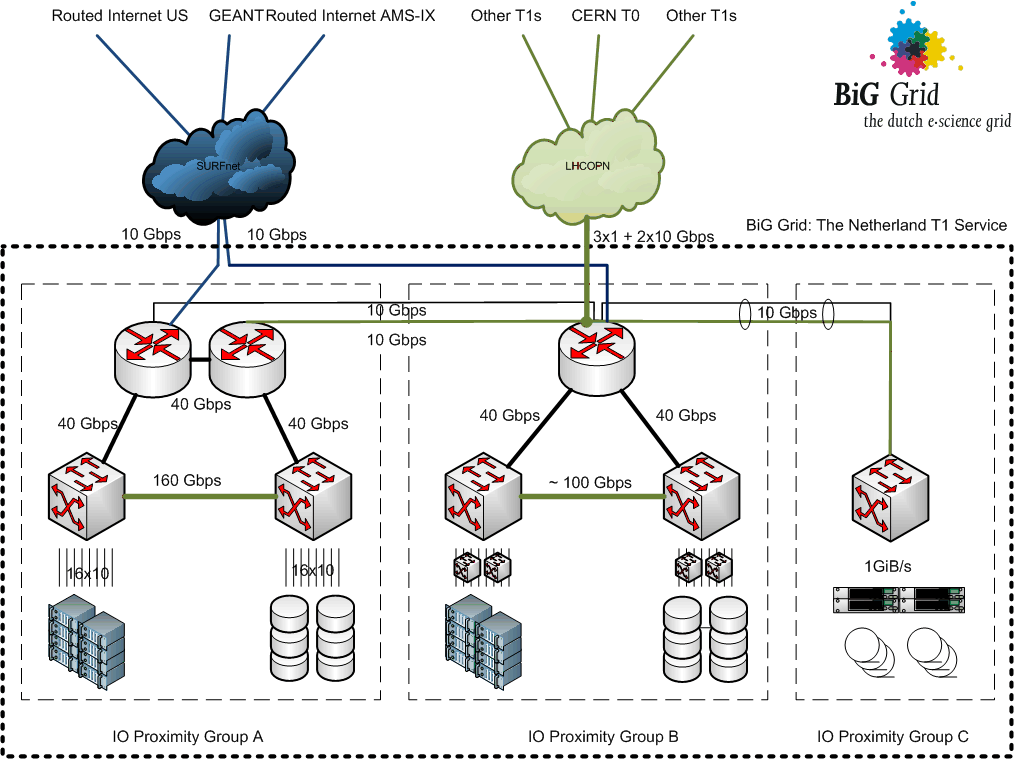 Routed Internet US
GEANT
Routed Internet AMS-IX
Other T1s
CERN T0
Other T1s
BiG Grid
the dutch e-science grid
SURFnet
LHCOPN
10 Gbps
10 Gbps
3x1 + 2x10 Gbps
BiG Grid: The Netherland T1 Service
10 Gbps
10 Gbps
10 Gbps
40 Gbps
40 Gbps
40 Gbps
40 Gbps
40 Gbps
160 Gbps
~ 100 Gbps
16x10
16x10
1GiB/s
IO Proximity Group A
IO Proximity Group B
IO Proximity Group C